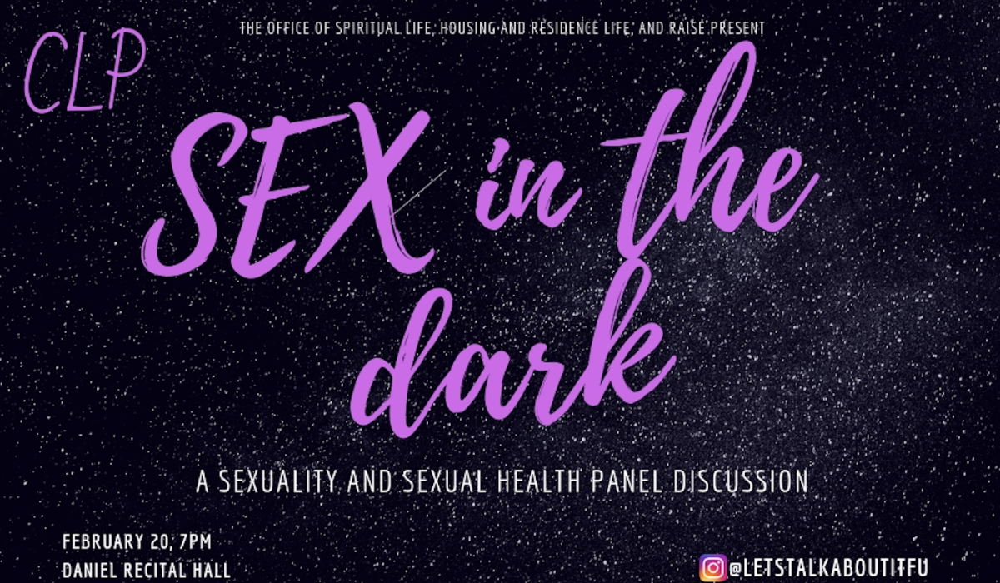 THE OFFICE OF SPIRITUAL LIFE, HOUSING AND RESIDENCE LIFE, AND RAISE PRESENT
CLP
SEX in the
dark
A SEXUALITY AND SEXUAL HEALTH PANEL DISCUSSION
FEBRUARY 20, 7PM
DANIEL RECITAL HALL
@LETSTALKABOUTITFU